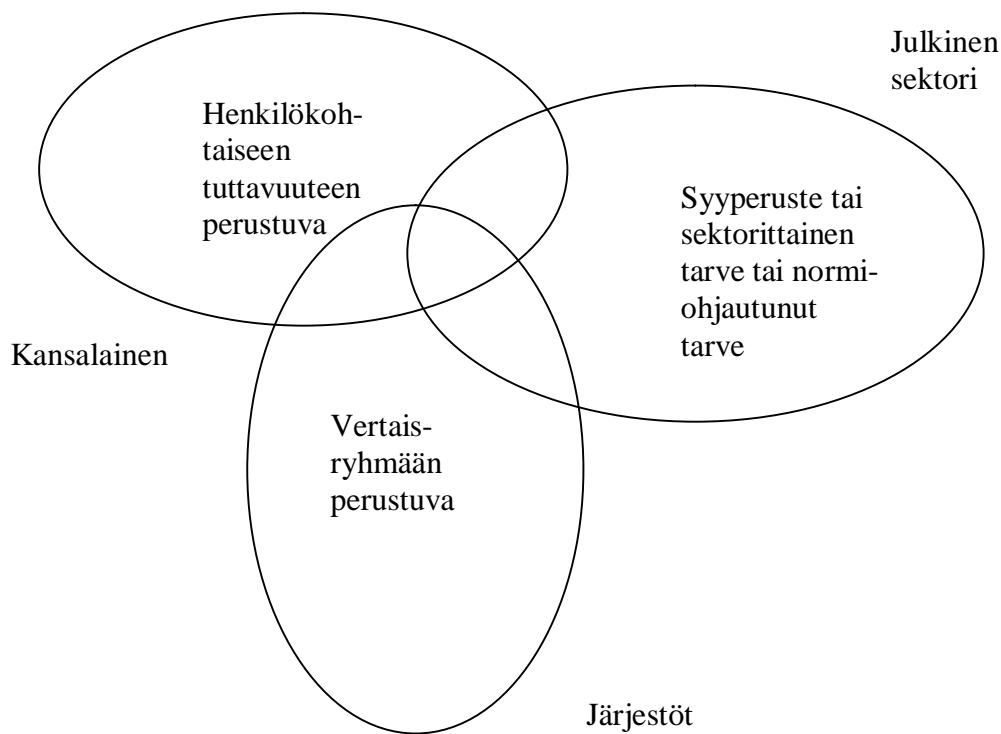 Julkinen
sektori
Henkilökoh-
taiseen
tuttavuuteen
perustuva
Syyperuste tai
sektorittainen
tarve tai normi-
ohjautunut
tarve
Kansalainen
Vertais-
ryhmään
perustuva
Järjestöt